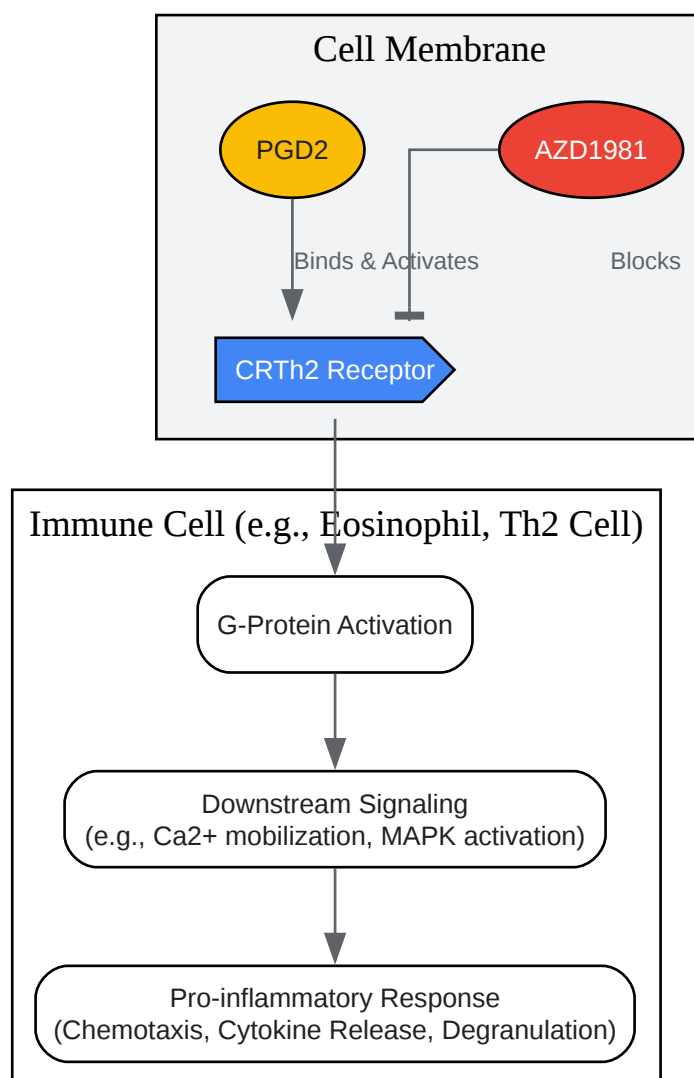 Cell Membrane
PGD2
AZD1981
Binds & Activates
Blocks
CRTh2 Receptor
Immune Cell (e.g., Eosinophil, Th2 Cell)
G-Protein Activation
Downstream Signaling
(e.g., Ca2+ mobilization, MAPK activation)
Pro-inflammatory Response
(Chemotaxis, Cytokine Release, Degranulation)